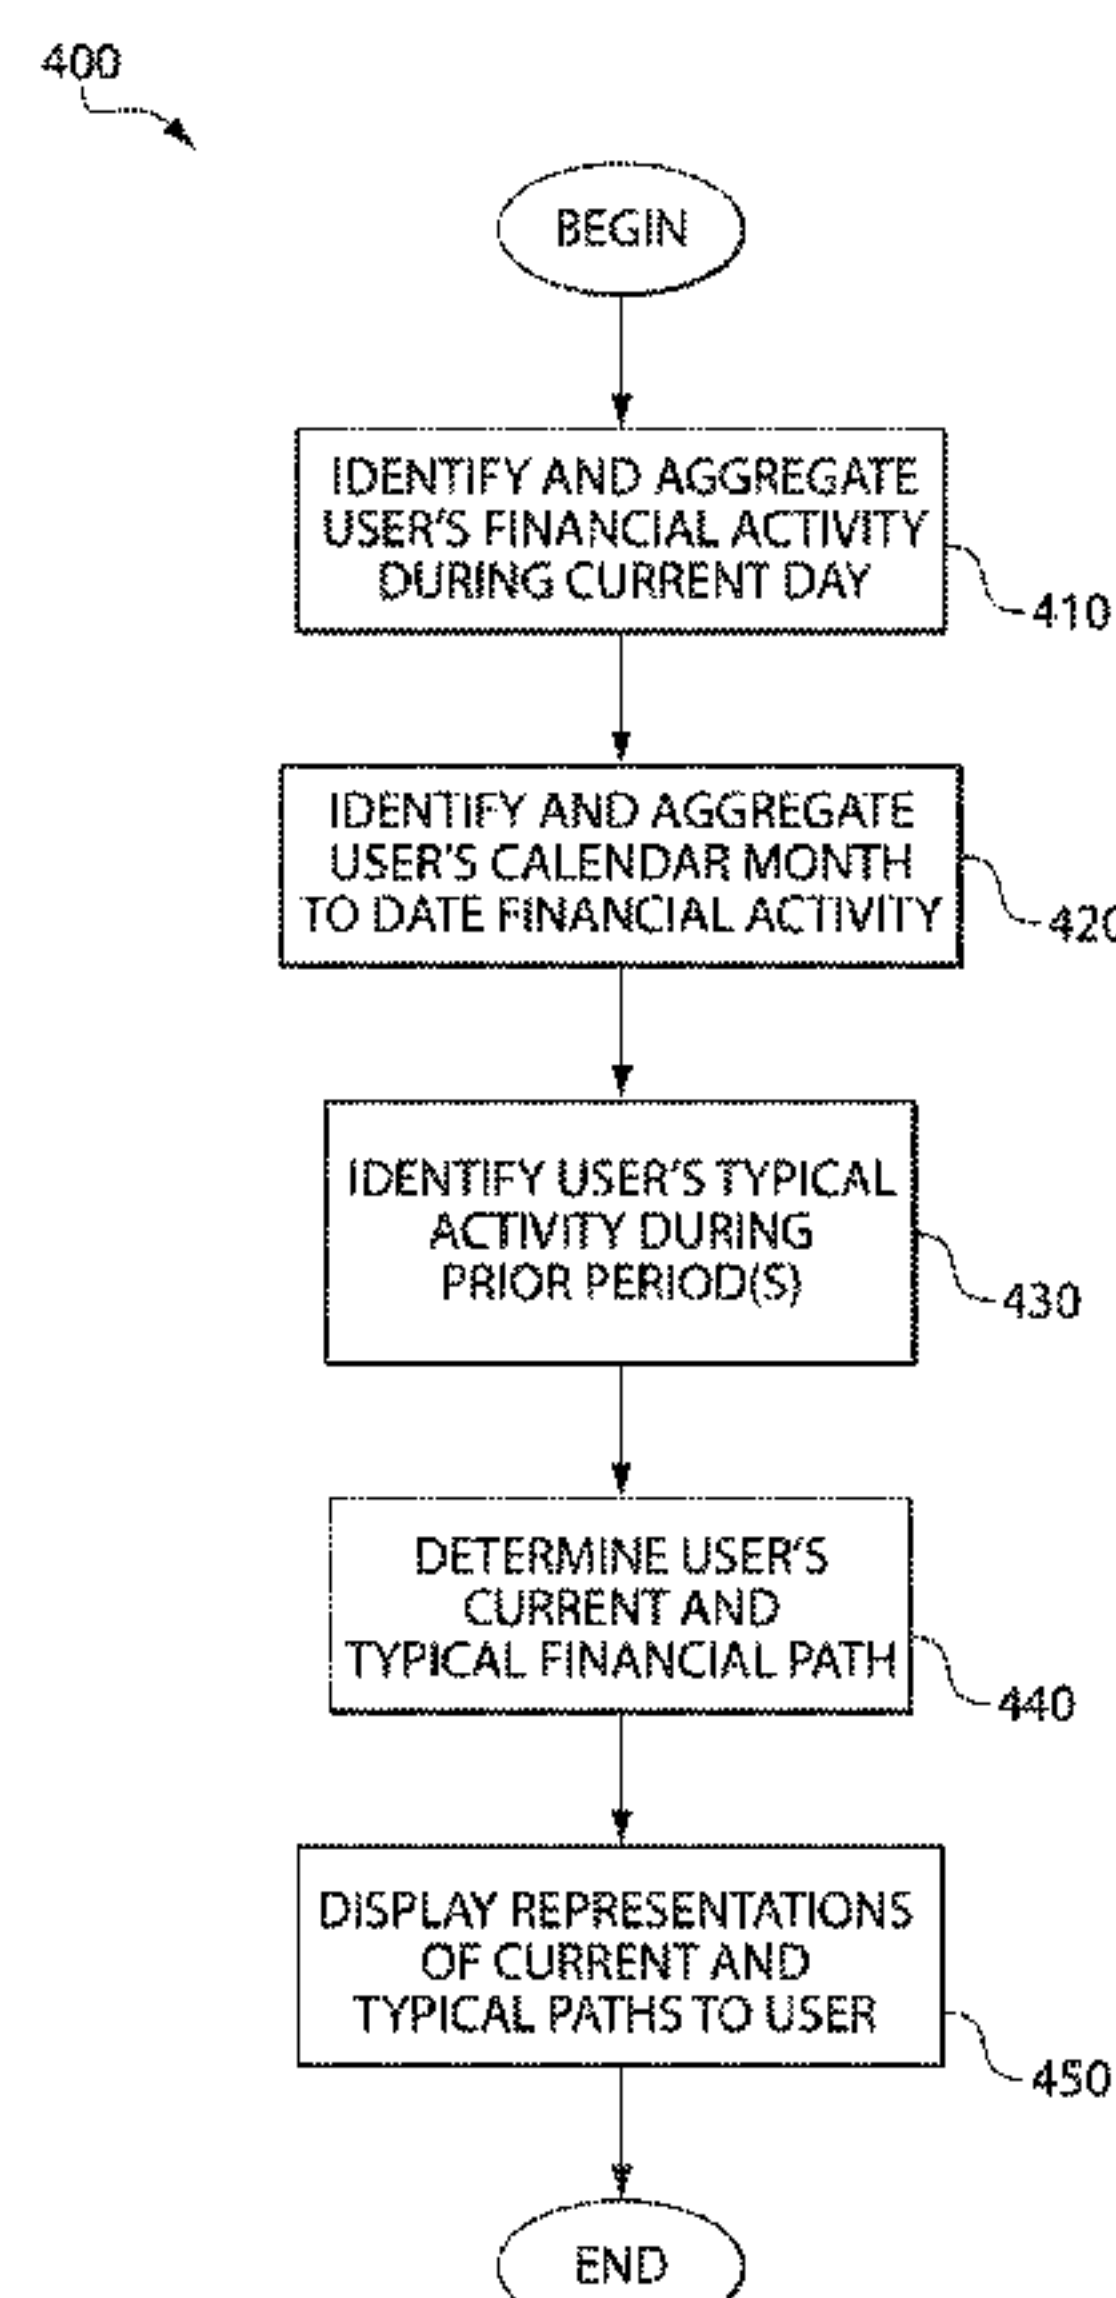 400
BEGIN
IDENTIFY AND AGGREGATE
USER'S FINANCIAL ACTIVITY
DURING CURRENT DAY
410
IDENTIFY AND AGGREGATE
USER'S CALENDAR MONTH
TO DATE FINANCIAL ACTIVITY
420
IDENTIFY USER'S TYPICAL
ACTIVITY DURING
PRIOR PERIOD(S)
430
DETERMINE USER'S
CURRENT AND
TYPICAL FINANCIAL PATH
440
DISPLAY REPRESENTATIONS
OF CURRENT AND
TYPICAL PATHS TO USER
450
END